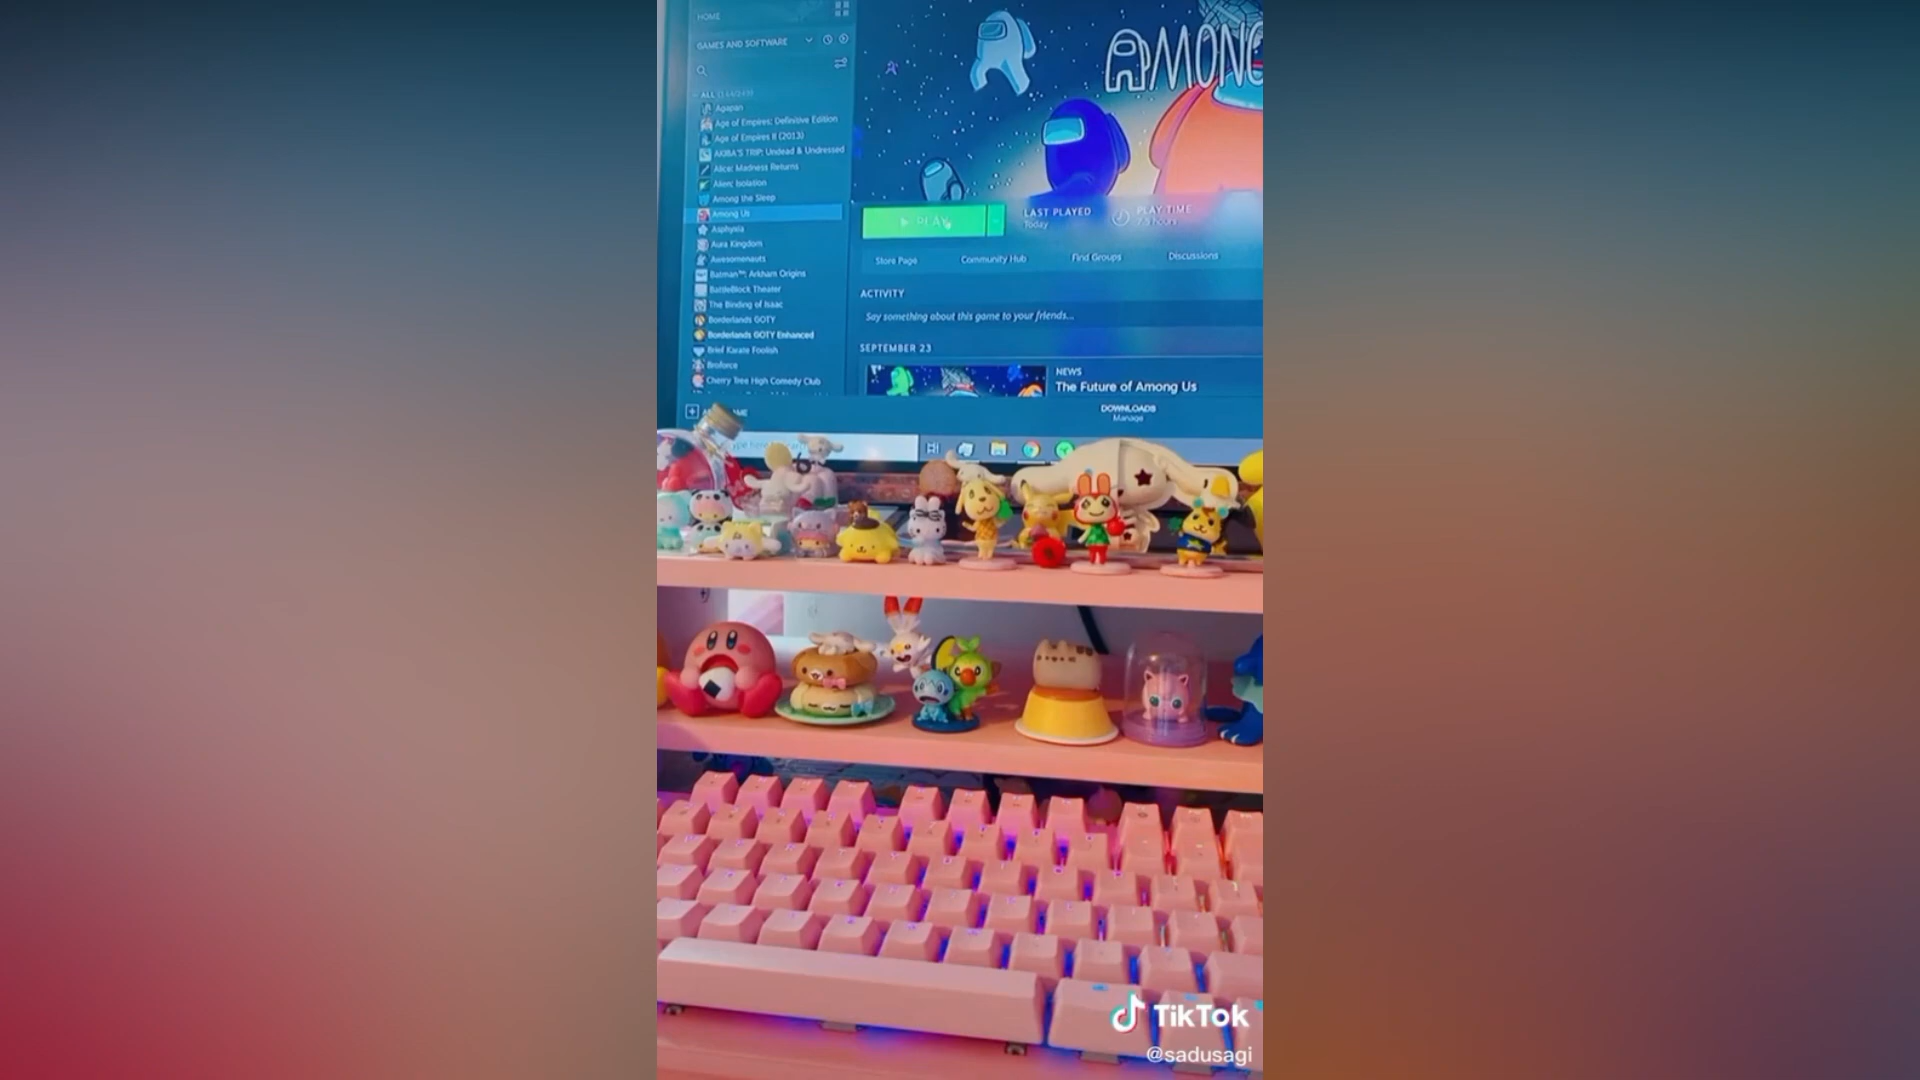 HOME
GAMES AND SOFTWARE
ALL
Agapan
Age of Empires: Definitive Edition
Age of Empires II (2013)
AKIBA'S TRIP: Undead & Undressed
Alice: Madness Returns
Alien: Isolation
Among the Sleep
Among Us
Asphyxia
Aura Kingdom
Awesomenauts
Batman™: Arkham Origins
BattleBlock Theater
The Binding of Isaac
Borderlands GOTY
Borderlands GOTY Enhanced
Brief Karate Foolish
Broforce
Cherry Tree High Comedy Club
AMONG
PLAY
LAST PLAYED
Today
PLAY TIME
7.9 hours
Store Page
Community Hub
Find Groups
Discussions
ACTIVITY
Say something about this game to your friends...
SEPTEMBER 23
NEWS
The Future of Among Us
DOWNLOADS
Manage
TikTok
@sadusagi